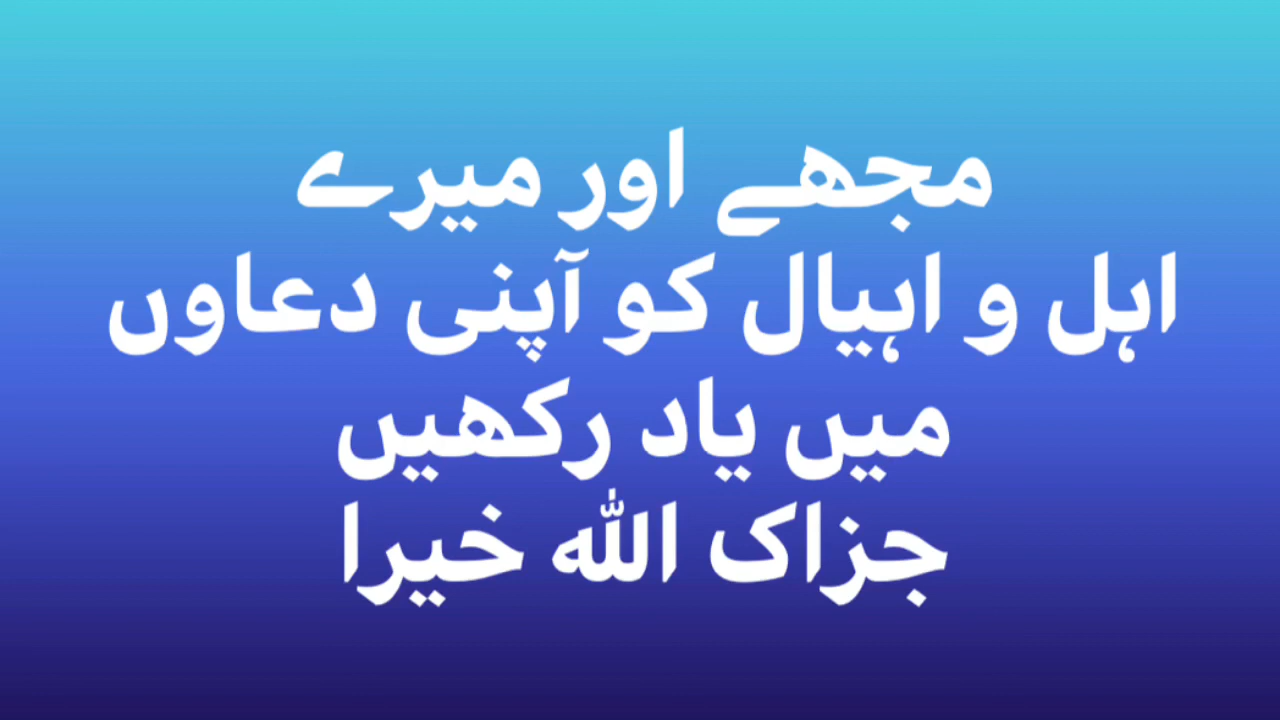 مجھے اور میرے
اہل و اہیال کو آپنی دعاوں
میں یاد رکھیں
جزاک اللہ خیرا